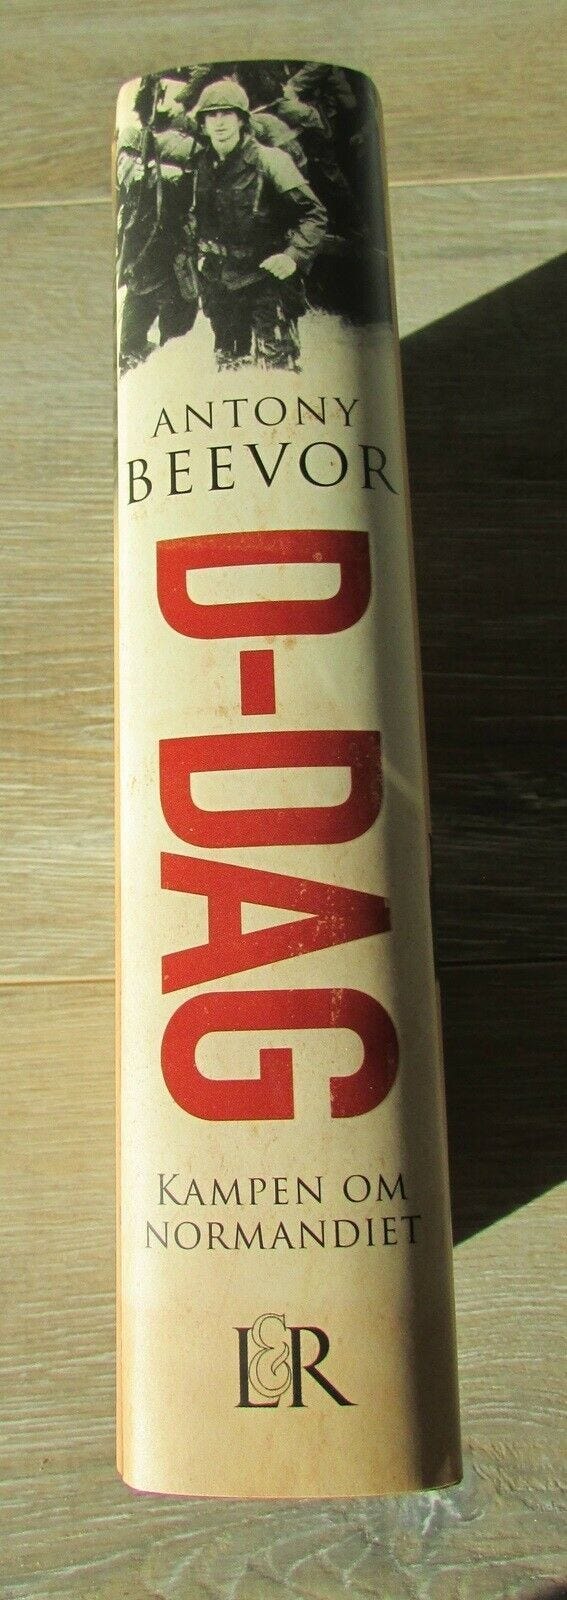 ANTONY
BEEVOR
D-DAG
KAMPEN OM
NORMANDIET
L&R